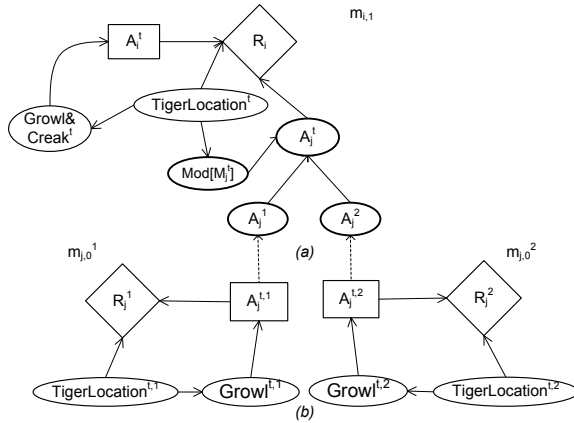 m_{i,1}
A_i^t
R_i
Growl&
Creak^t
TigerLocation^t
A_j^t
Mod[M_j^t]
A_j^1
A_j^2
(a)
m_{j,0}^1
m_{j,0}^2
R_j^1
A_j^{t,1}
A_j^{t,2}
R_j^2
TigerLocation^{t,1}
Growl^{t,1}
Growl^{t,2}
TigerLocation^{t,2}
(b)